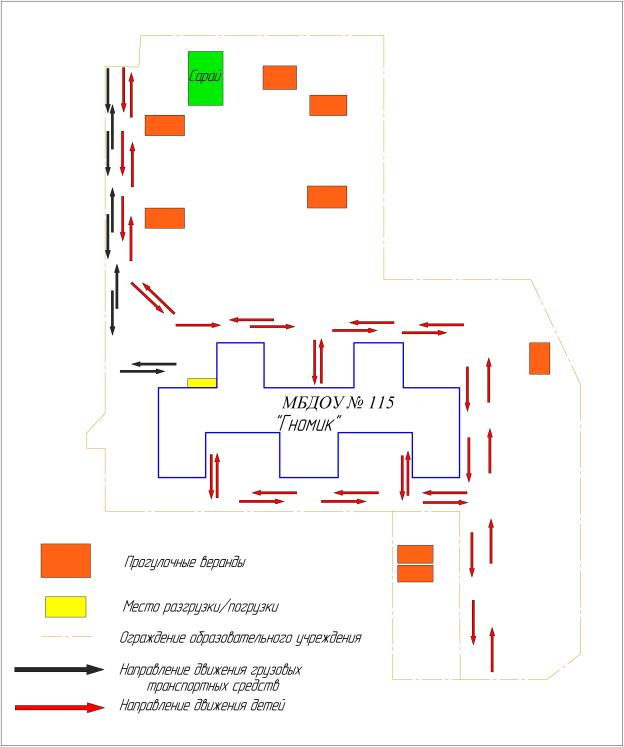 Сарай
МБДОУ № 115
"Гномик"
Прогулочные веранды
Место разгрузки/погрузки
Ограждение образовательного учреждения
Направление движения грузовых
транспортных средств
Направление движения детей